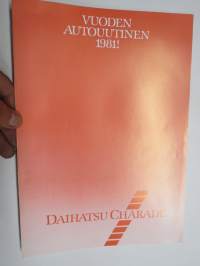 VUODEN
AUTOUUTINEN
1981!
DAIHATSU CHARADE